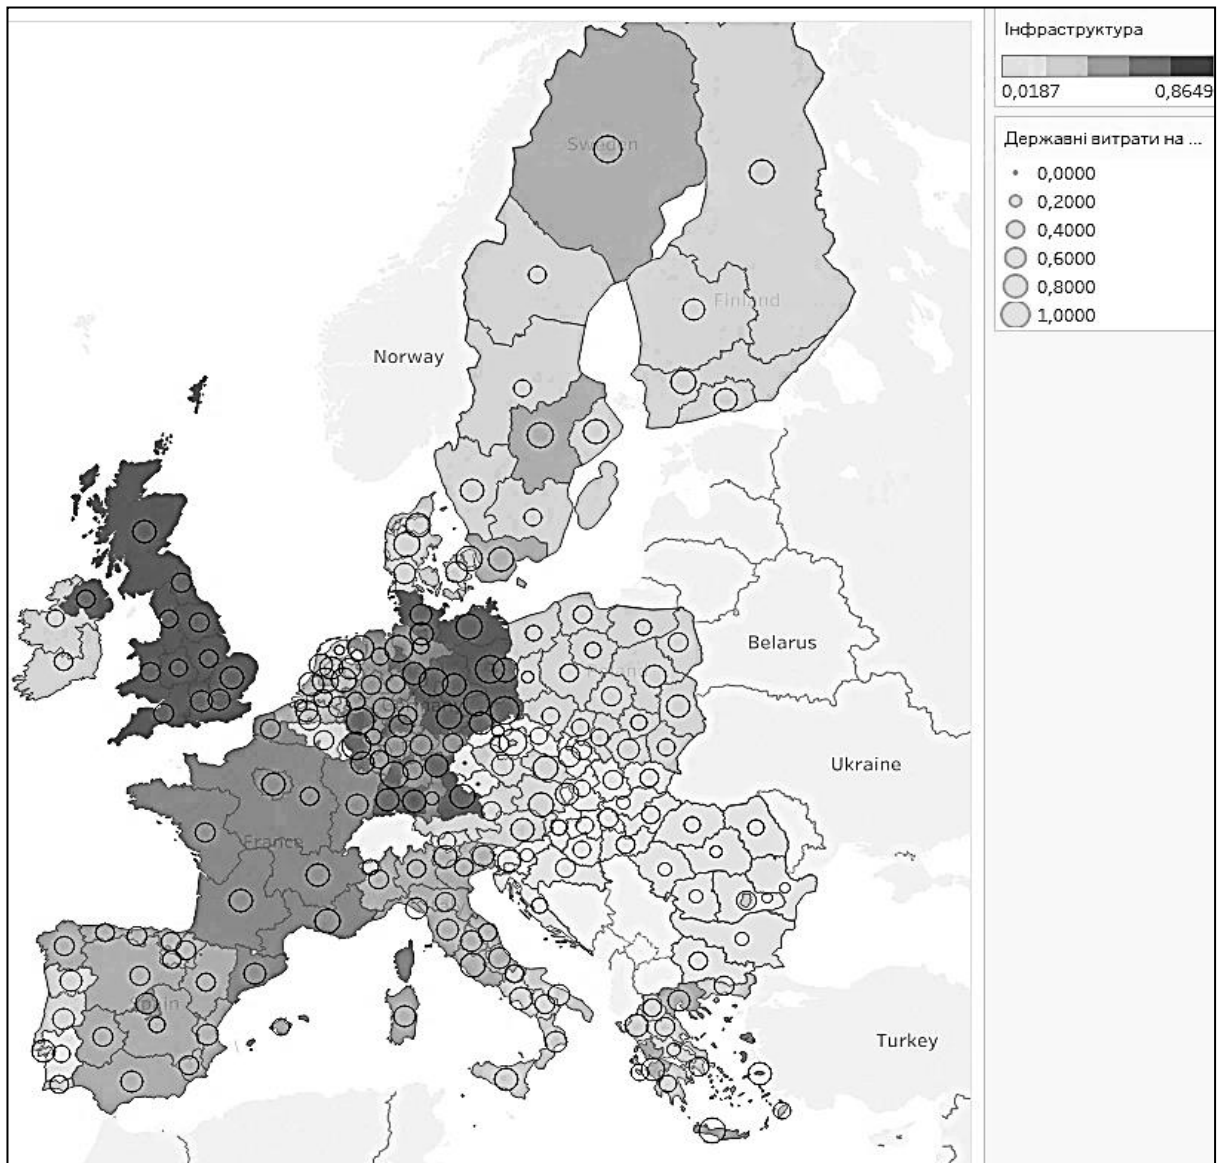 Інфраструктура
0,0187 0,8649
Державні витрати на ...
0,0000
0,2000
0,4000
0,6000
0,8000
1,0000
Sweden
Finland
Norway
Belarus
Ukraine
France
Spain
Turkey